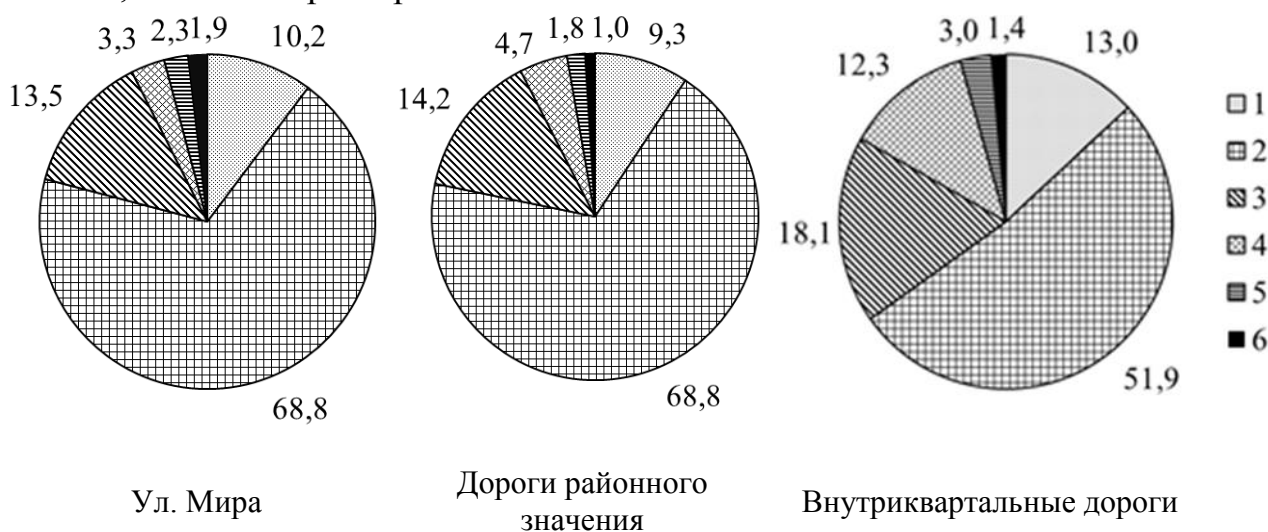 3,3 2,3 1,9 10,2
13,5
68,8
Ул. Мира
4,7 1,8 1,0 9,3
14,2
68,8
Дороги районного
значения
3,0 1,4 13,0
12,3
18,1
51,9
Внутриквартальные дороги
1
2
3
4
5
6